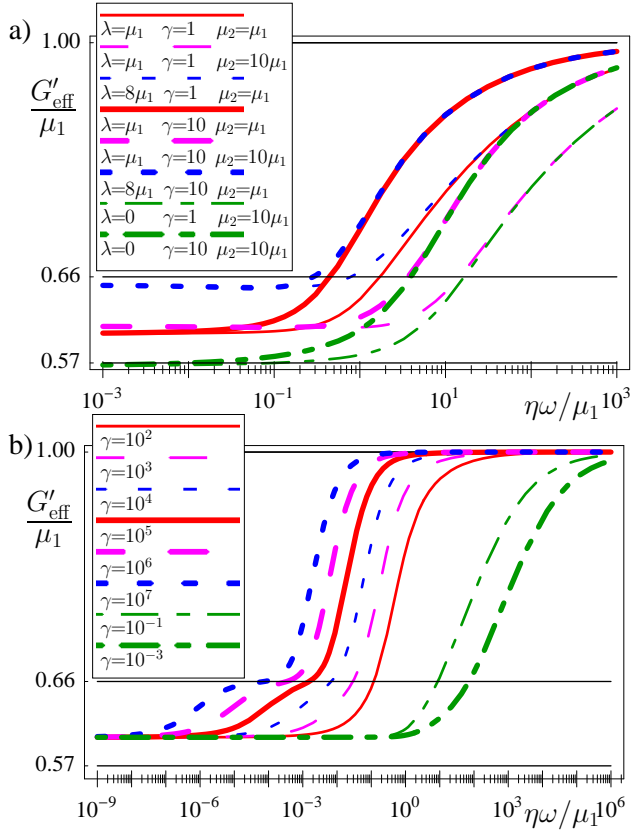 a)
λ=μ₁ γ=1 μ₂=μ₁
λ=μ₁ γ=1 μ₂=10μ₁
λ=8μ₁ γ=1 μ₂=μ₁
λ=μ₁ γ=10 μ₂=μ₁
λ=μ₁ γ=10 μ₂=10μ₁
λ=8μ₁ γ=10 μ₂=μ₁
λ=0 γ=1 μ₂=10μ₁
λ=0 γ=10 μ₂=10μ₁
1.00
G′eff
μ₁
0.66
0.57
10⁻³ 10⁻¹ 10¹ ηω/μ₁ 10³
b)
γ=10²
γ=10³
γ=10⁴
γ=10⁵
γ=10⁶
γ=10⁷
γ=10⁻¹
γ=10⁻³
1.00
G′eff
μ₁
0.66
0.57
10⁻⁹ 10⁻⁶ 10⁻³ 10⁰ 10³ ηω/μ₁ 10⁶